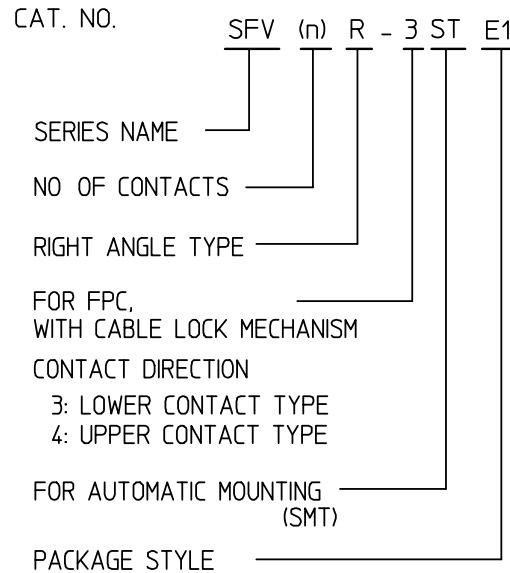 CAT. NO.
SFV (n) R - 3 ST E1
SERIES NAME
NO OF CONTACTS
RIGHT ANGLE TYPE
FOR FPC,
WITH CABLE LOCK MECHANISM
CONTACT DIRECTION
3: LOWER CONTACT TYPE
4: UPPER CONTACT TYPE
FOR AUTOMATIC MOUNTING
(SMT)
PACKAGE STYLE